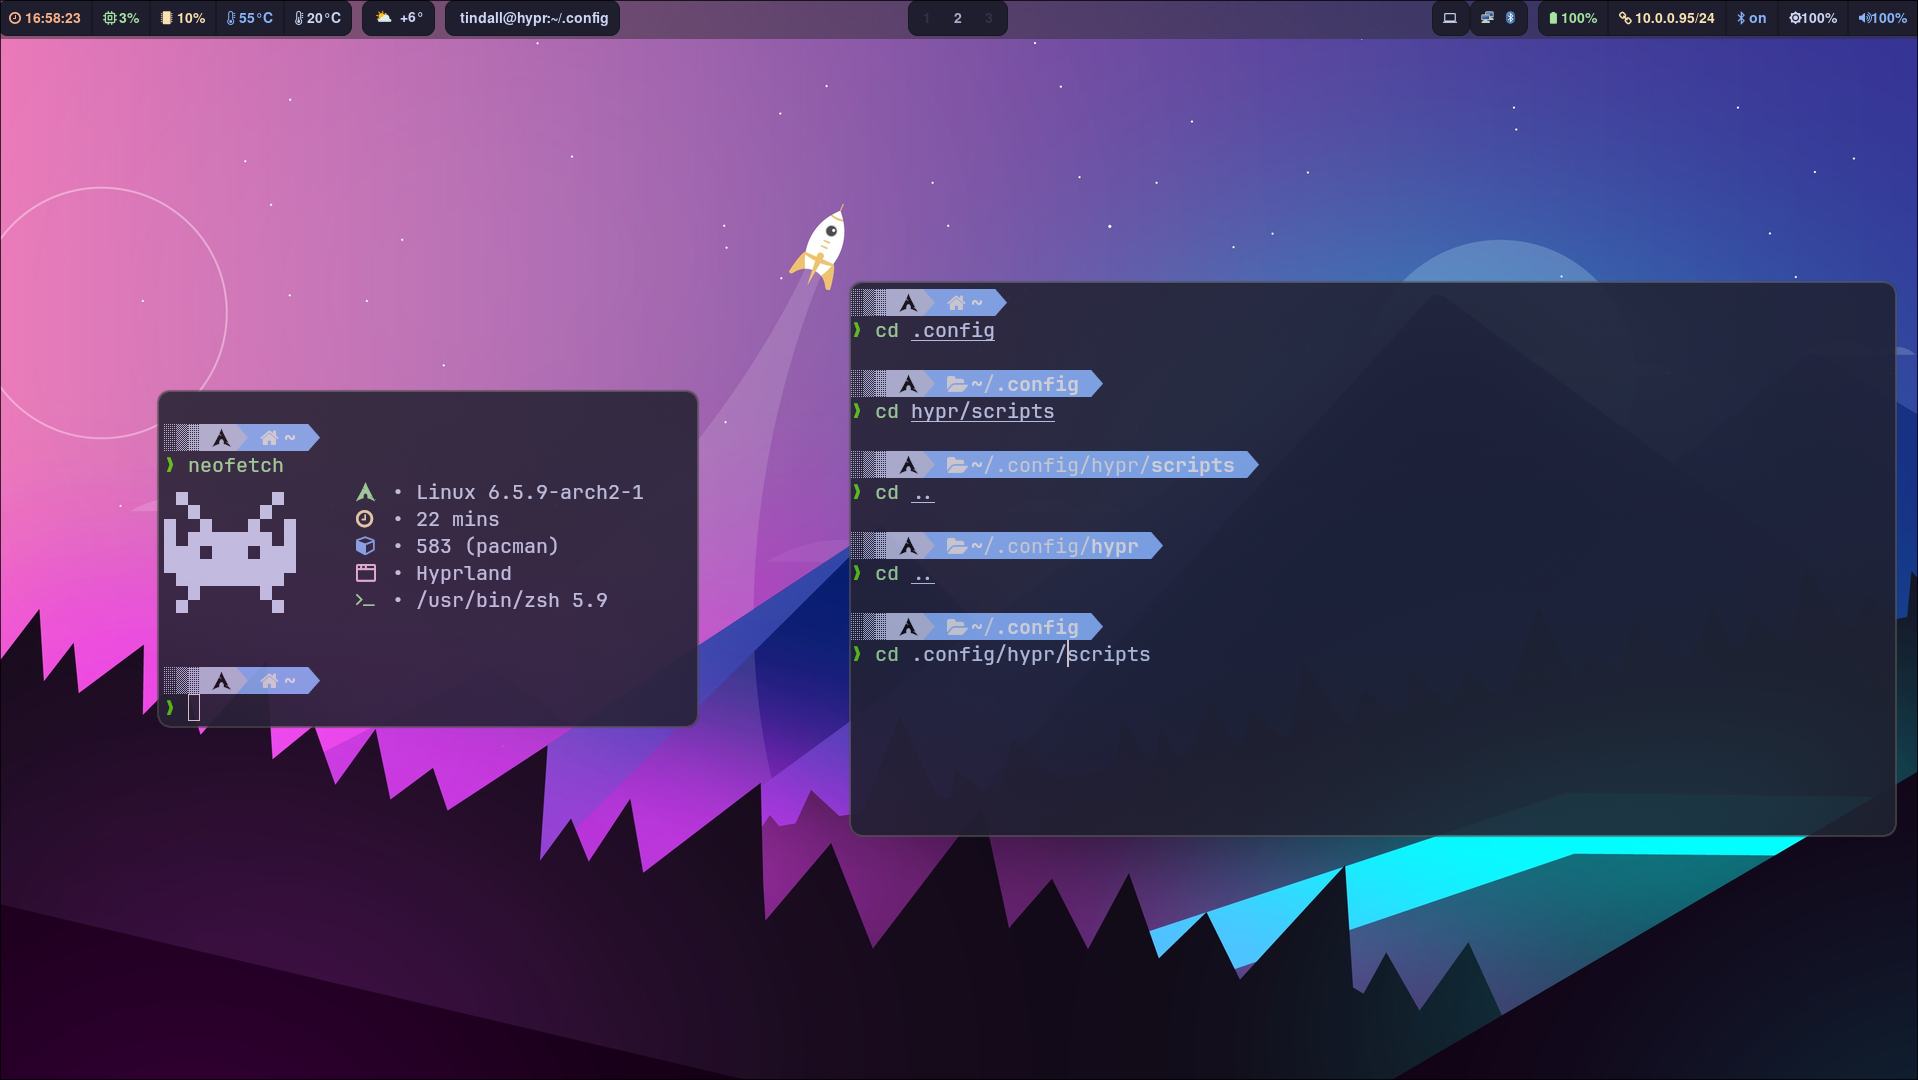 16:58:23 3% 10% 55°C 20°C +6° tindall@hypr:~/.config 1 2 3 100% 10.0.0.95/24 on 100% 100%
~
❱ neofetch
• Linux 6.5.9-arch2-1
• 22 mins
• 583 (pacman)
• Hyprland
>_ • /usr/bin/zsh 5.9
~
❱
~
❱ cd .config
~/.config
❱ cd hypr/scripts
~/.config/hypr/scripts
❱ cd ..
~/.config/hypr
❱ cd ..
~/.config
❱ cd .config/hypr/scripts